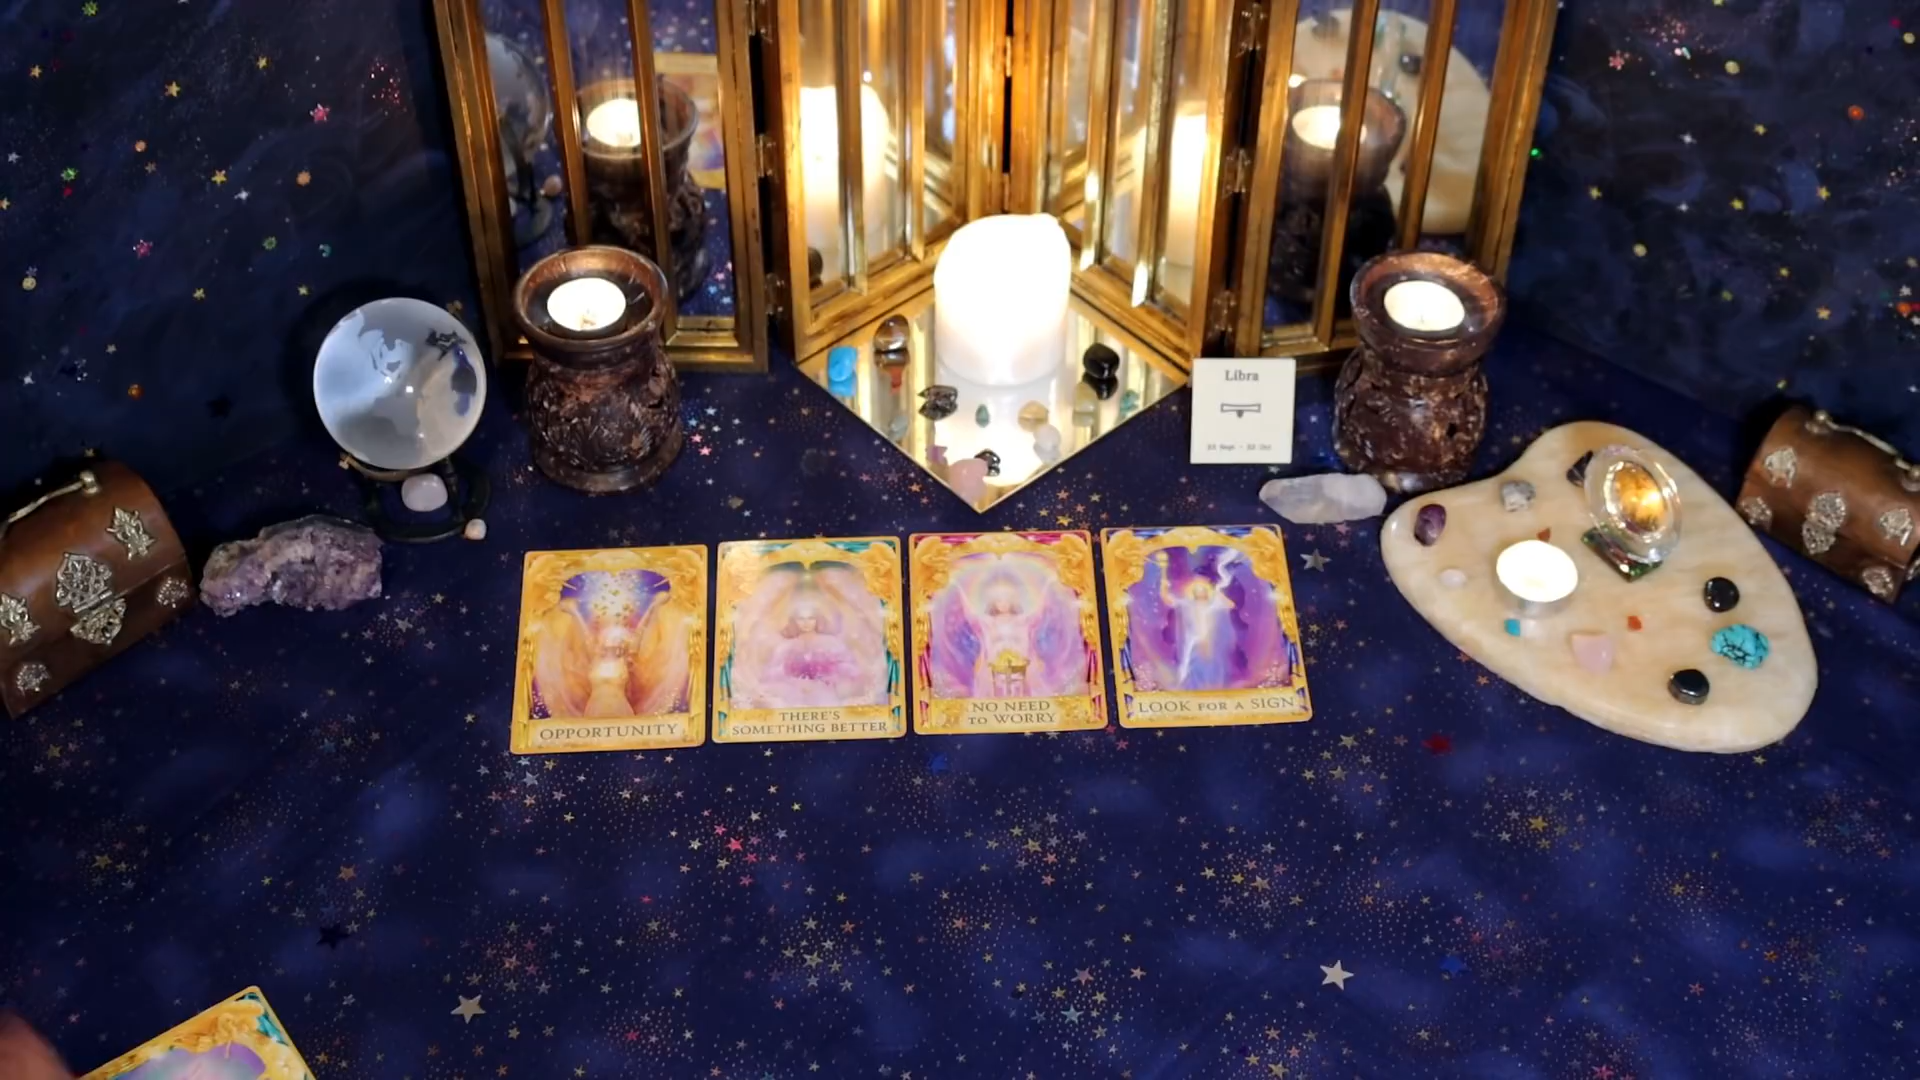 Libra
OPPORTUNITY
THERE'S
SOMETHING BETTER
NO NEED
TO WORRY
LOOK FOR A SIGN